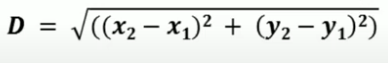 D = √((x₂ − x₁)² + (y₂ − y₁)²)